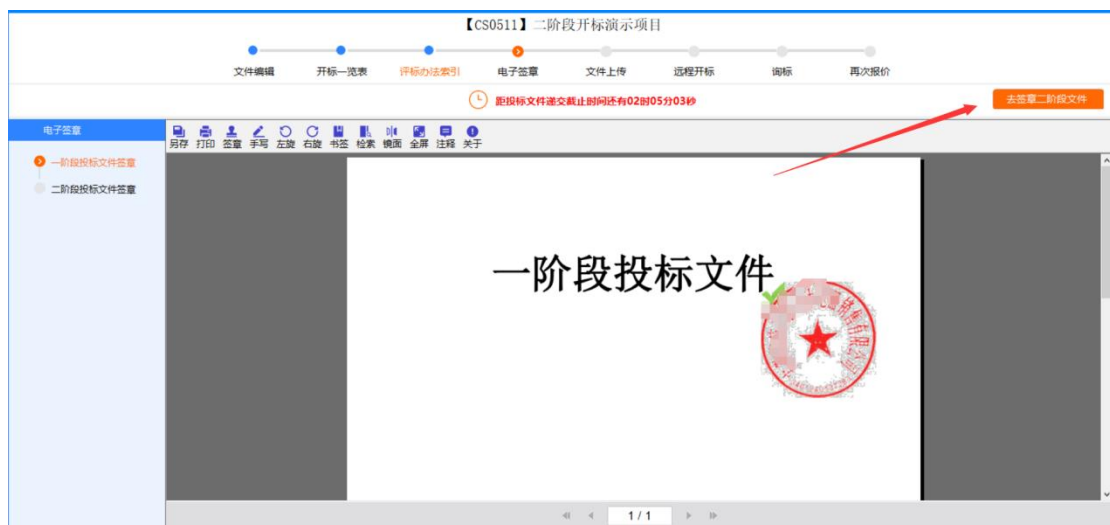 【CS0511】二阶段开标演示项目
文件编辑 开标一览表 评标办法索引 电子签章 文件上传 远程开标 询标 再次报价
距投标文件递交截止时间还有02时05分03秒
去签章二阶段文件
电子签章
另存 打印 签章 手写 左旋 右旋 书签 检索 镜面 全屏 注释 关于
一阶段投标文件签章
二阶段投标文件签章
一阶段投标文件
销售有限公司
1 / 1